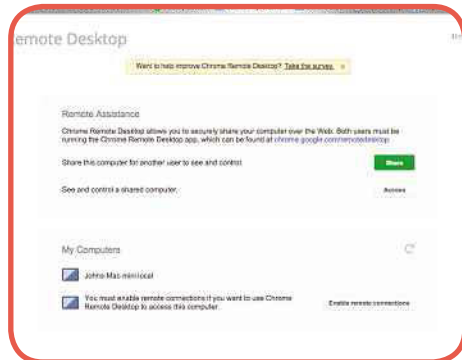 emote Desktop
Want to help improve Chrome Remote Desktop? Take the survey. x
Remote Assistance
Chrome Remote Desktop allows you to securely share your computer over the Web. Both users must be
running the Chrome Remote Desktop app, which can be found at chrome.google.com/remotedesktop.
Share this computer for another user to see and control.
Share
See and control a shared computer.
Access
My Computers
Johns-Mac-mini.local
You must enable remote connections if you want to use Chrome
Remote Desktop to access this computer.
Enable remote connections